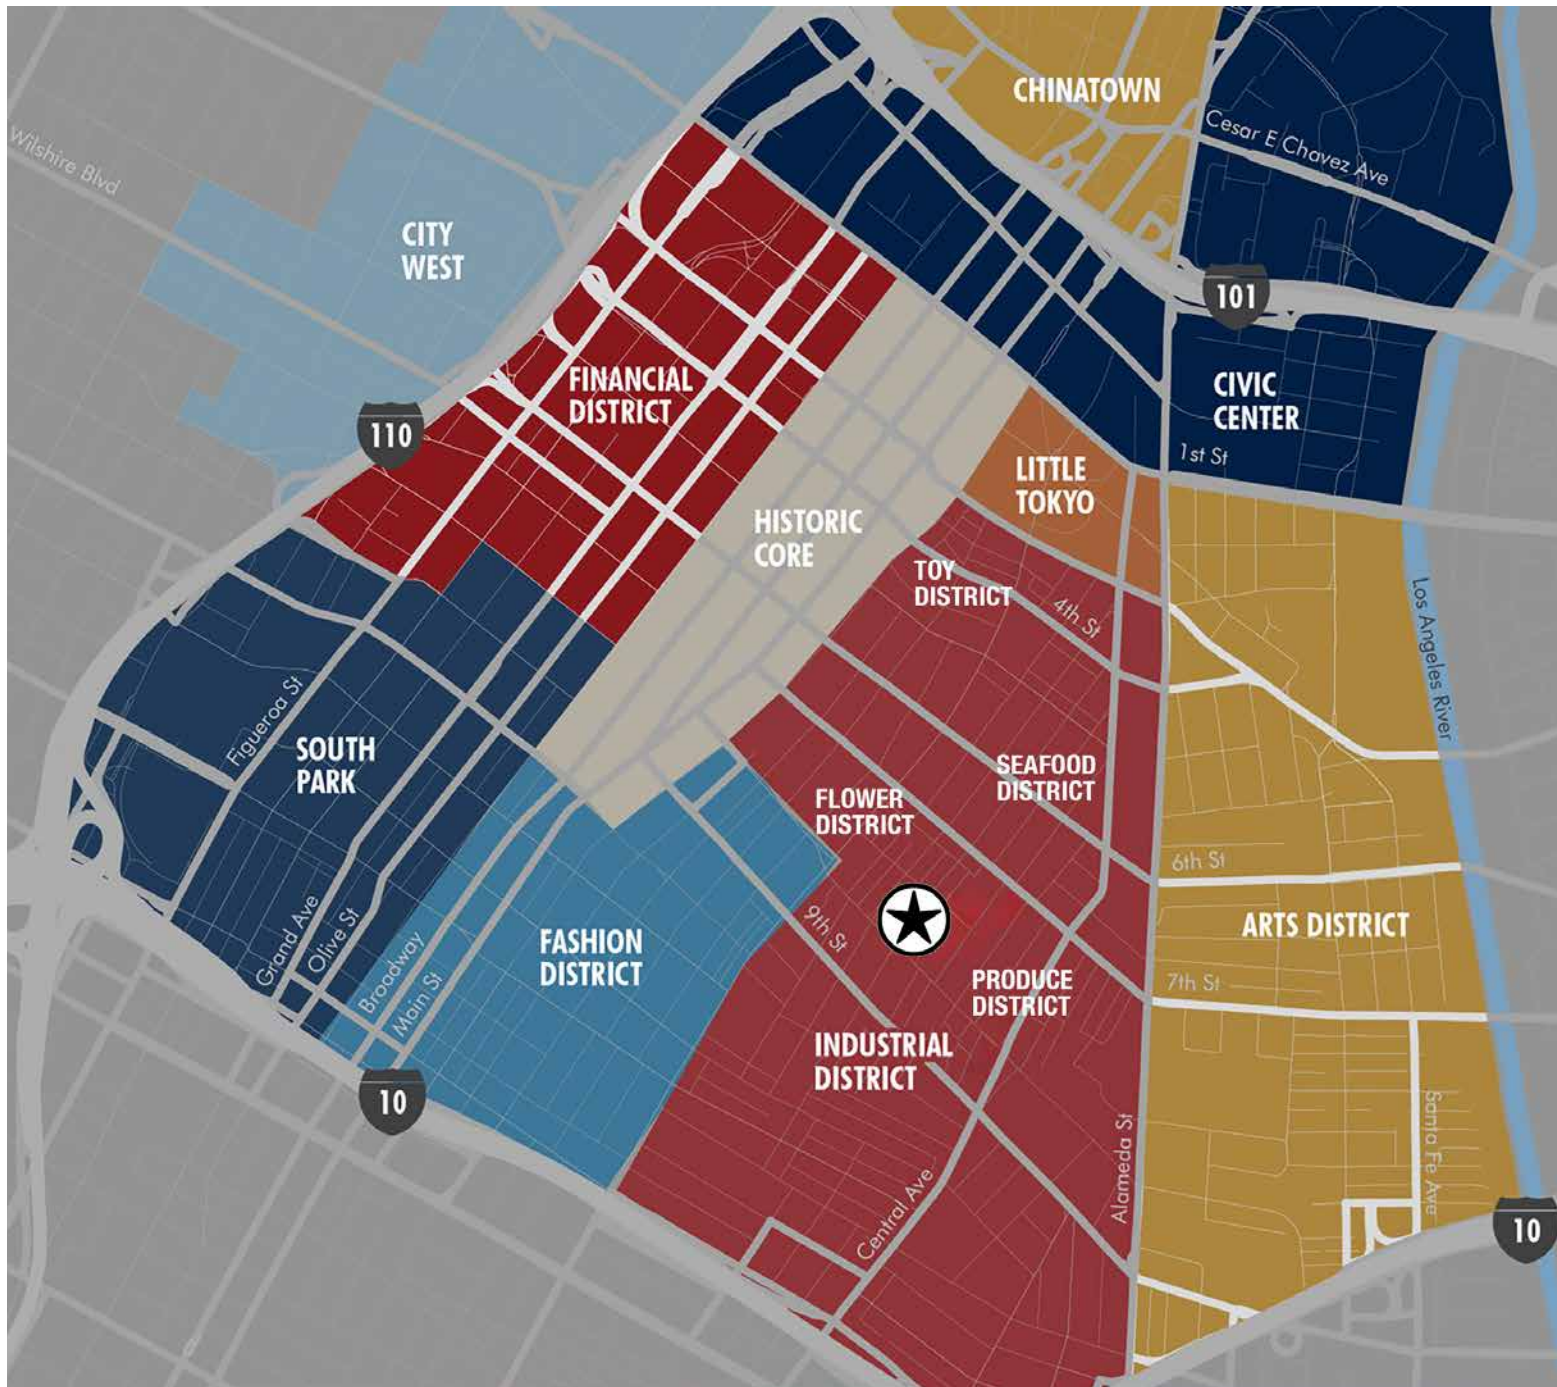 CHINATOWN
Cesar E Chavez Ave
Wilshire Blvd
CITY
WEST
101
FINANCIAL
DISTRICT
CIVIC
CENTER
110
1st St
LITTLE
TOKYO
HISTORIC
CORE
TOY
DISTRICT
4th St
Los Angeles River
Figueroa St
SOUTH
PARK
SEAFOOD
DISTRICT
FLOWER
DISTRICT
6th St
ARTS DISTRICT
9th St
Grand Ave
Olive St
Broadway
Main St
FASHION
DISTRICT
PRODUCE
DISTRICT
7th St
INDUSTRIAL
DISTRICT
10
Santa Fe Ave
Alameda St
Central Ave
10